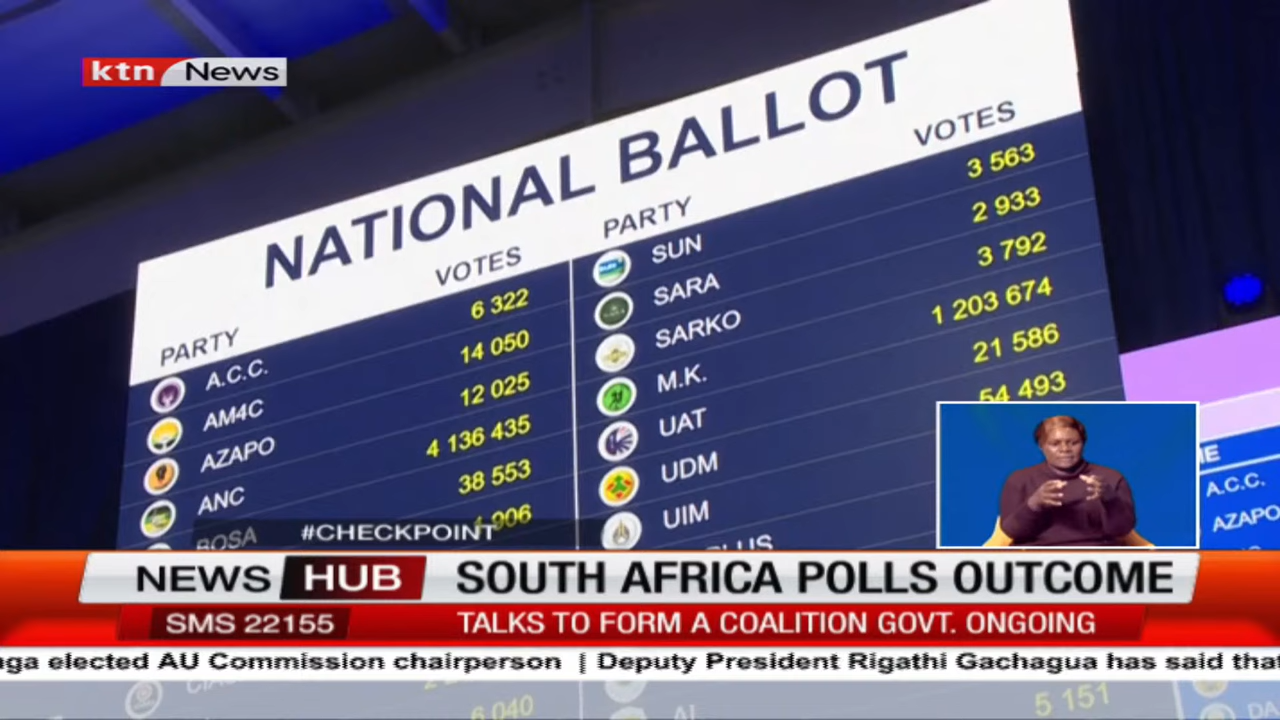 ktn News
NATIONAL BALLOT
PARTY VOTES
A.C.C. 6 322
AM4C 14 050
AZAPO 12 025
ANC 4 136 435
BOSA 38 553
PARTY VOTES
SUN 3 563
SARA 2 933
SARKO 3 792
M.K. 1 203 674
UAT 21 586
UDM 54 493
UIM
A.C.C.
AZAPO
#CHECKPOINT
NEWS HUB SOUTH AFRICA POLLS OUTCOME
SMS 22155 TALKS TO FORM A COALITION GOVT. ONGOING
nga elected AU Commission chairperson | Deputy President Rigathi Gachagua has said that
6 040
5 151